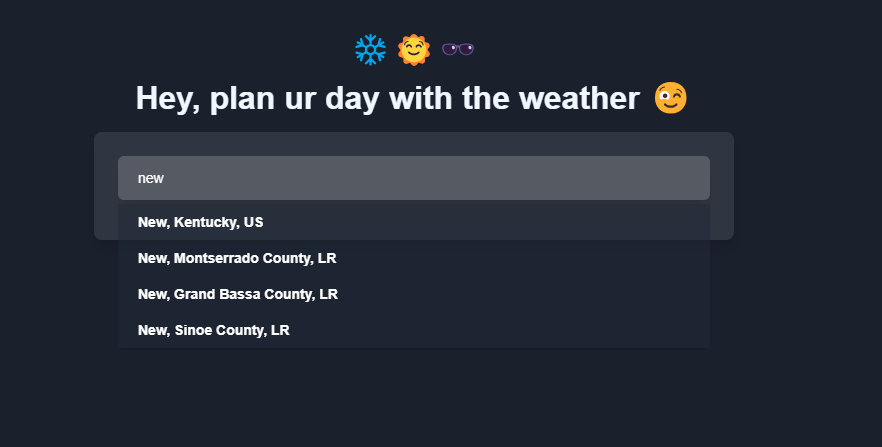 Hey, plan ur day with the weather 😉
new
New, Kentucky, US
New, Montserrado County, LR
New, Grand Bassa County, LR
New, Sinoe County, LR